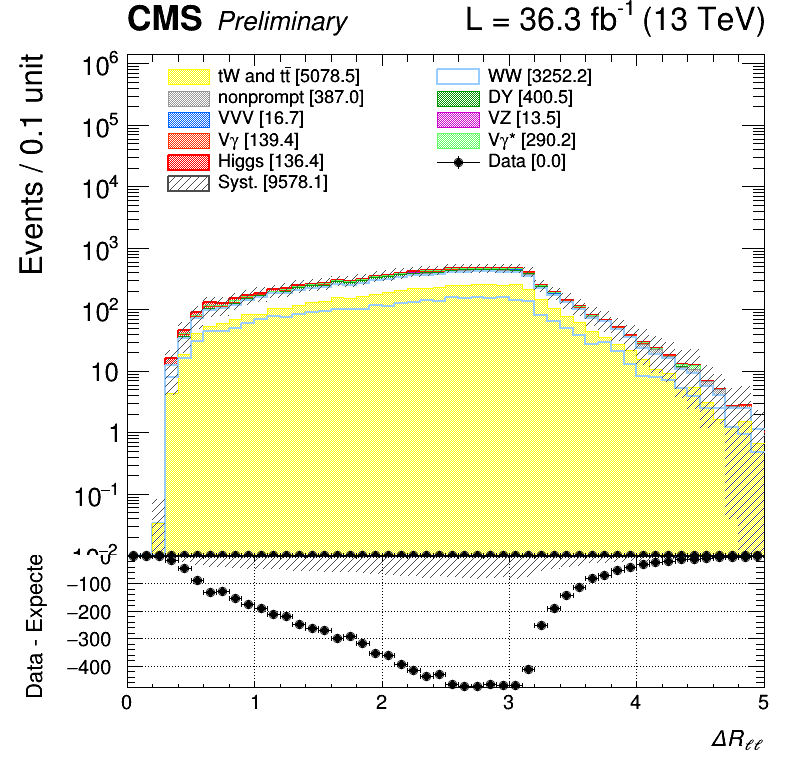 CMS Preliminary L = 36.3 fb⁻¹ (13 TeV)
Events / 0.1 unit
tW and tt̄ [5078.5]
nonprompt [387.0]
VVV [16.7]
Vγ [139.4]
Higgs [136.4]
Syst. [9578.1]
WW [3252.2]
DY [400.5]
VZ [13.5]
Vγ* [290.2]
Data [0.0]
10⁶
10⁵
10⁴
10³
10²
10
1
10⁻¹
10⁻²
Data - Expecte
0
−100
−200
−300
−400
0 1 2 3 4 5
ΔRℓℓ